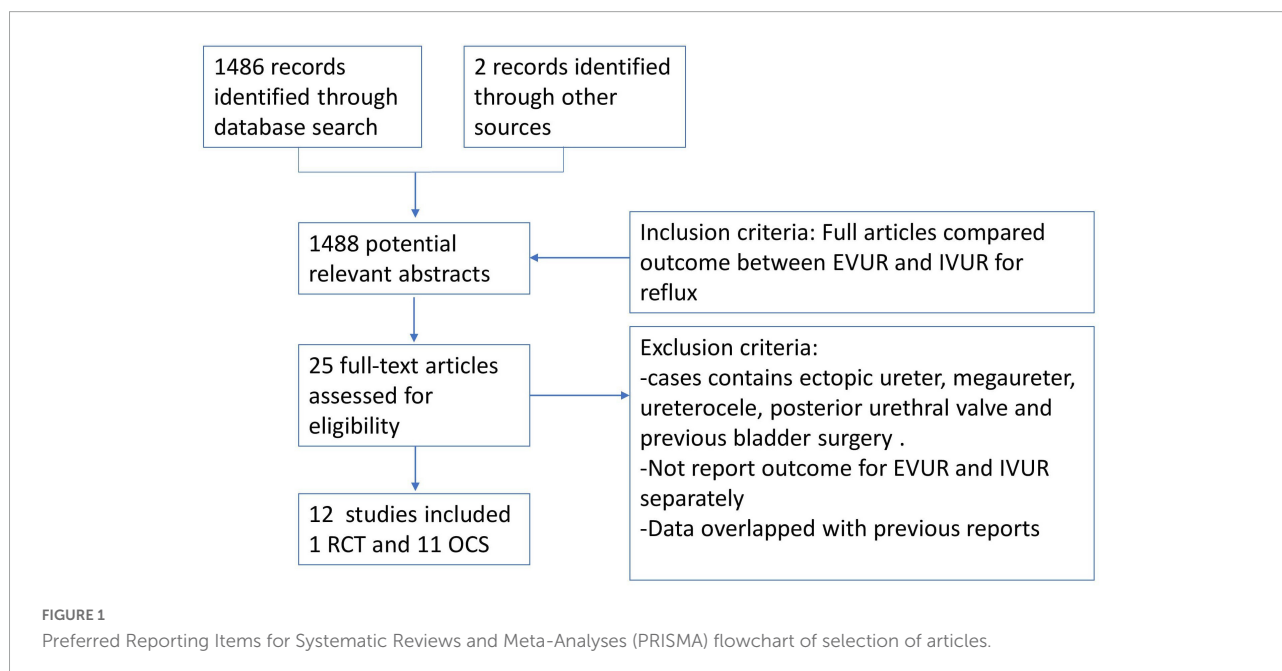 1486 records
identified through
database search
2 records identified
through other
sources
1488 potential
relevant abstracts
Inclusion criteria: Full articles compared
outcome between EVUR and IVUR for
reflux
25 full-text articles
assessed for
eligibility
Exclusion criteria:
-cases contains ectopic ureter, megaureter,
ureterocele, posterior urethral valve and
previous bladder surgery .
-Not report outcome for EVUR and IVUR
separately
-Data overlapped with previous reports
12 studies included
1 RCT and 11 OCS
FIGURE 1
Preferred Reporting Items for Systematic Reviews and Meta-Analyses (PRISMA) flowchart of selection of articles.